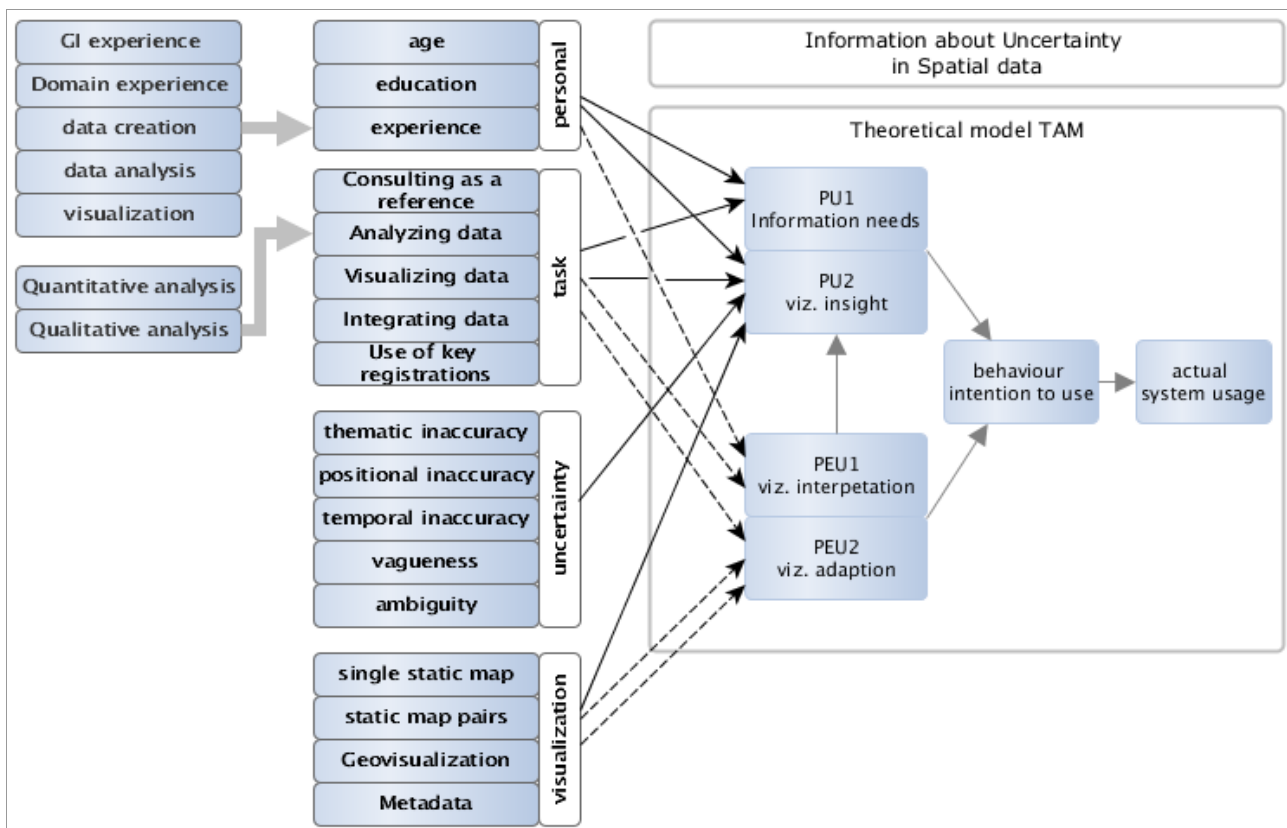 GI experience
Domain experience
data creation
data analysis
visualization
Quantitative analysis
Qualitative analysis
age
education
experience
personal
Consulting as a
reference
Analyzing data
Visualizing data
Integrating data
Use of key
registrations
task
thematic inaccuracy
positional inaccuracy
temporal inaccuracy
vagueness
ambiguity
uncertainty
single static map
static map pairs
Geovisualization
Metadata
visualization
Information about Uncertainty
in Spatial data
Theoretical model TAM
PU1
Information needs
PU2
viz. insight
PEU1
viz. interpetation
PEU2
viz. adaption
behaviour
intention to use
actual
system usage